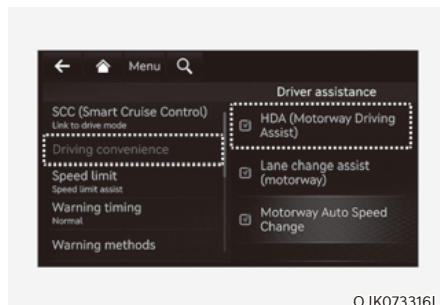 Menu
Driver assistance
SCC (Smart Cruise Control)
Link to drive mode
Driving convenience
Speed limit
Speed limit assist
Warning timing
Normal
Warning methods
HDA (Motorway Driving
Assist)
Lane change assist
(motorway)
Motorway Auto Speed
Change
OJK073316L